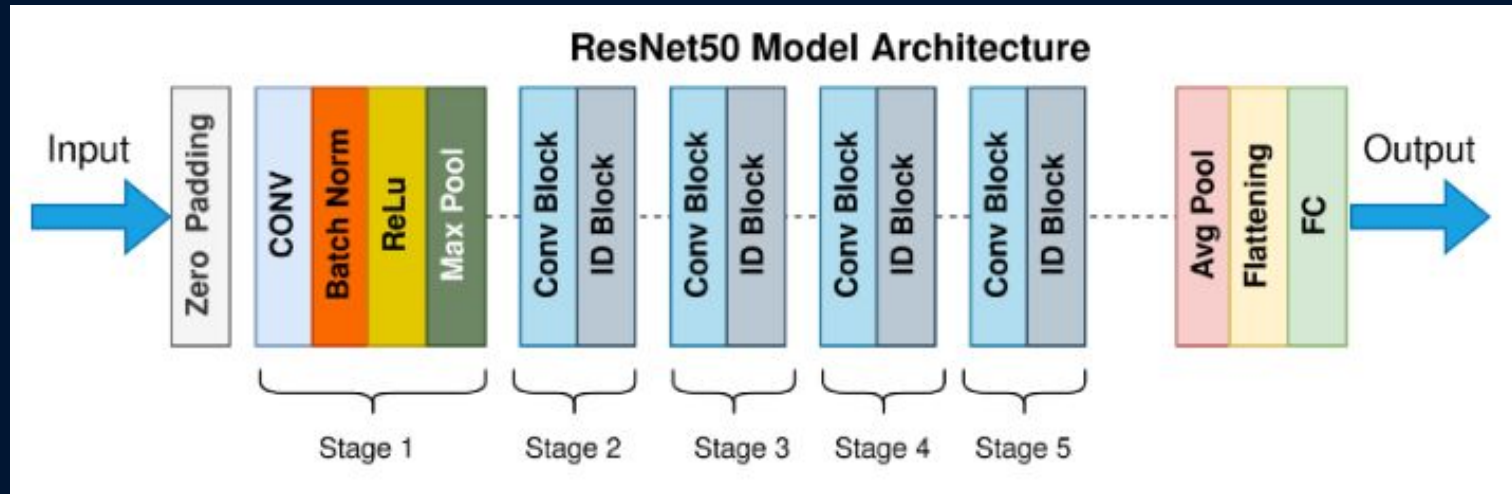 ResNet50 Model Architecture
Input
Zero Padding
CONV
Batch Norm
ReLu
Max Pool
Conv Block
ID Block
Conv Block
ID Block
Conv Block
ID Block
Conv Block
ID Block
Avg Pool
Flattening
FC
Output
Stage 1
Stage 2
Stage 3
Stage 4
Stage 5